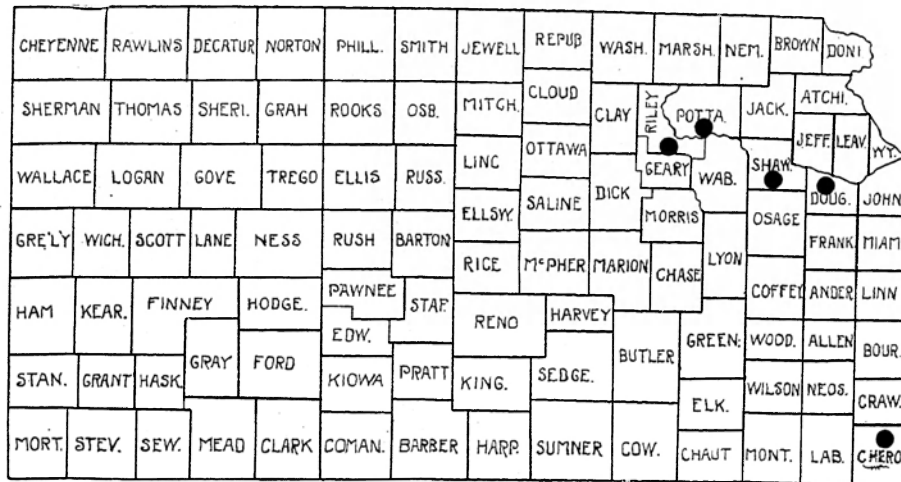 CHEYENNE RAWLINS DECATUR NORTON PHILL. SMITH JEWELL REPUB WASH. MARSH. NEM. BROWN DONI.
SHERMAN THOMAS SHERI. GRAH ROOKS OSB. MITCH. CLOUD CLAY RILEY POTTA. JACK. ATCHI.
JEFF. LEAV. WY.
WALLACE LOGAN GOVE TREGO ELLIS RUSS. LINC OTTAWA DICK GEARY WAB. SHAW. DOUG. JOHN
GRE'LY WICH. SCOTT LANE NESS RUSH BARTON ELLSW. SALINE MORRIS OSAGE FRANK. MIAM
RICE McPHER. MARION CHASE LYON COFFEY ANDER LINN
HAM KEAR. FINNEY HODGE. PAWNEE STAF. RENO HARVEY
EDW. BUTLER GREEN. WOOD. ALLEN BOUR.
STAN. GRANT HASK. GRAY FORD KIOWA PRATT KING. SEDGE. ELK. WILSON NEOS. CRAW.
MORT. STEV. SEW. MEAD CLARK COMAN. BARBER HARP. SUMNER COW. CHAUT MONT. LAB. CHERO